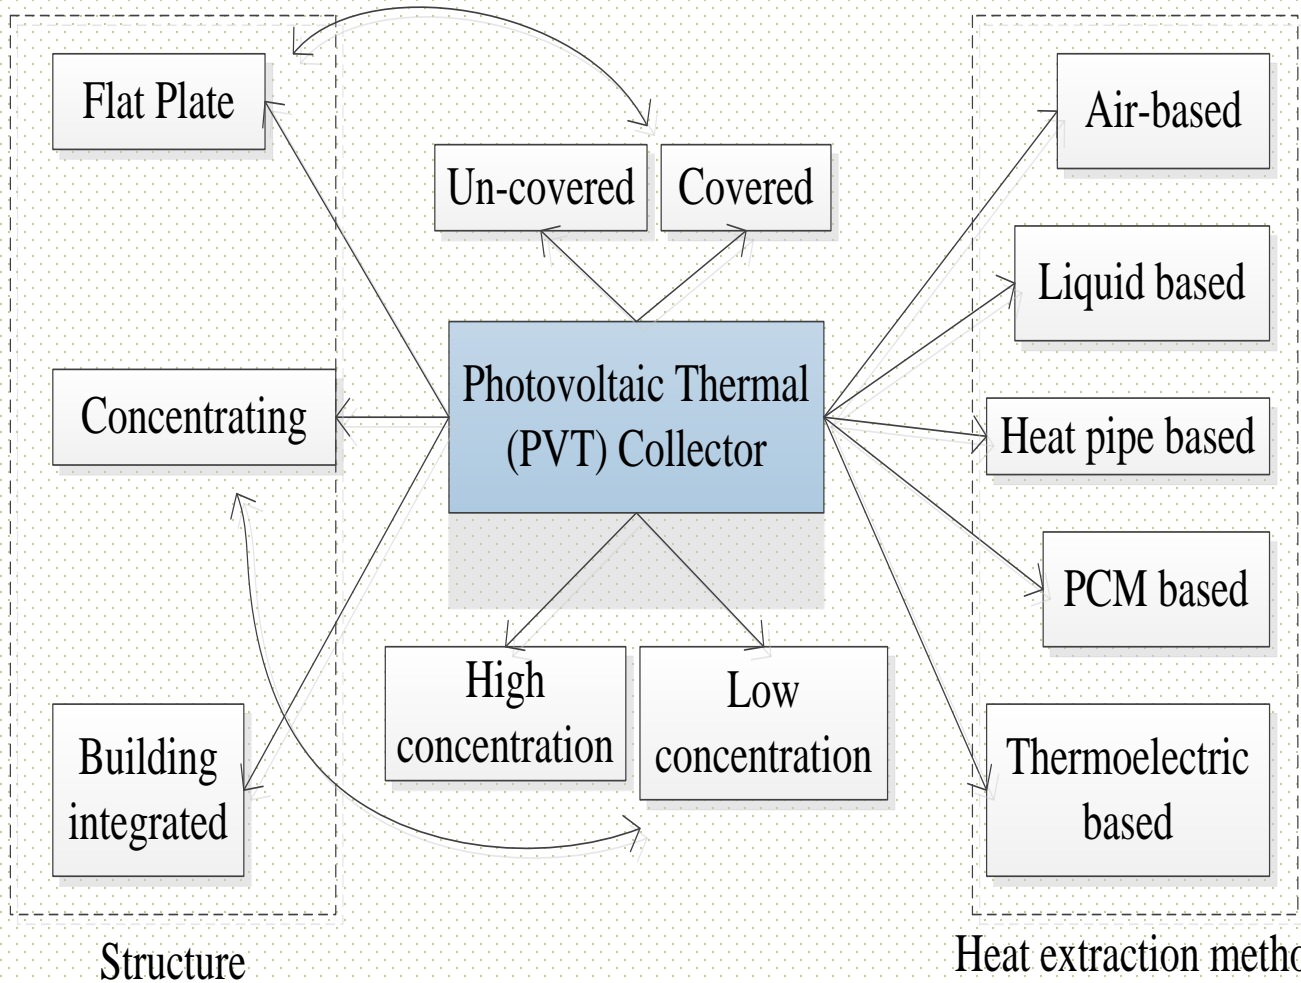 Flat Plate
Un-covered
Covered
Air-based
Liquid based
Photovoltaic Thermal
(PVT) Collector
Concentrating
Heat pipe based
PCM based
High
concentration
Low
concentration
Building
integrated
Thermoelectric
based
Structure
Heat extraction metho